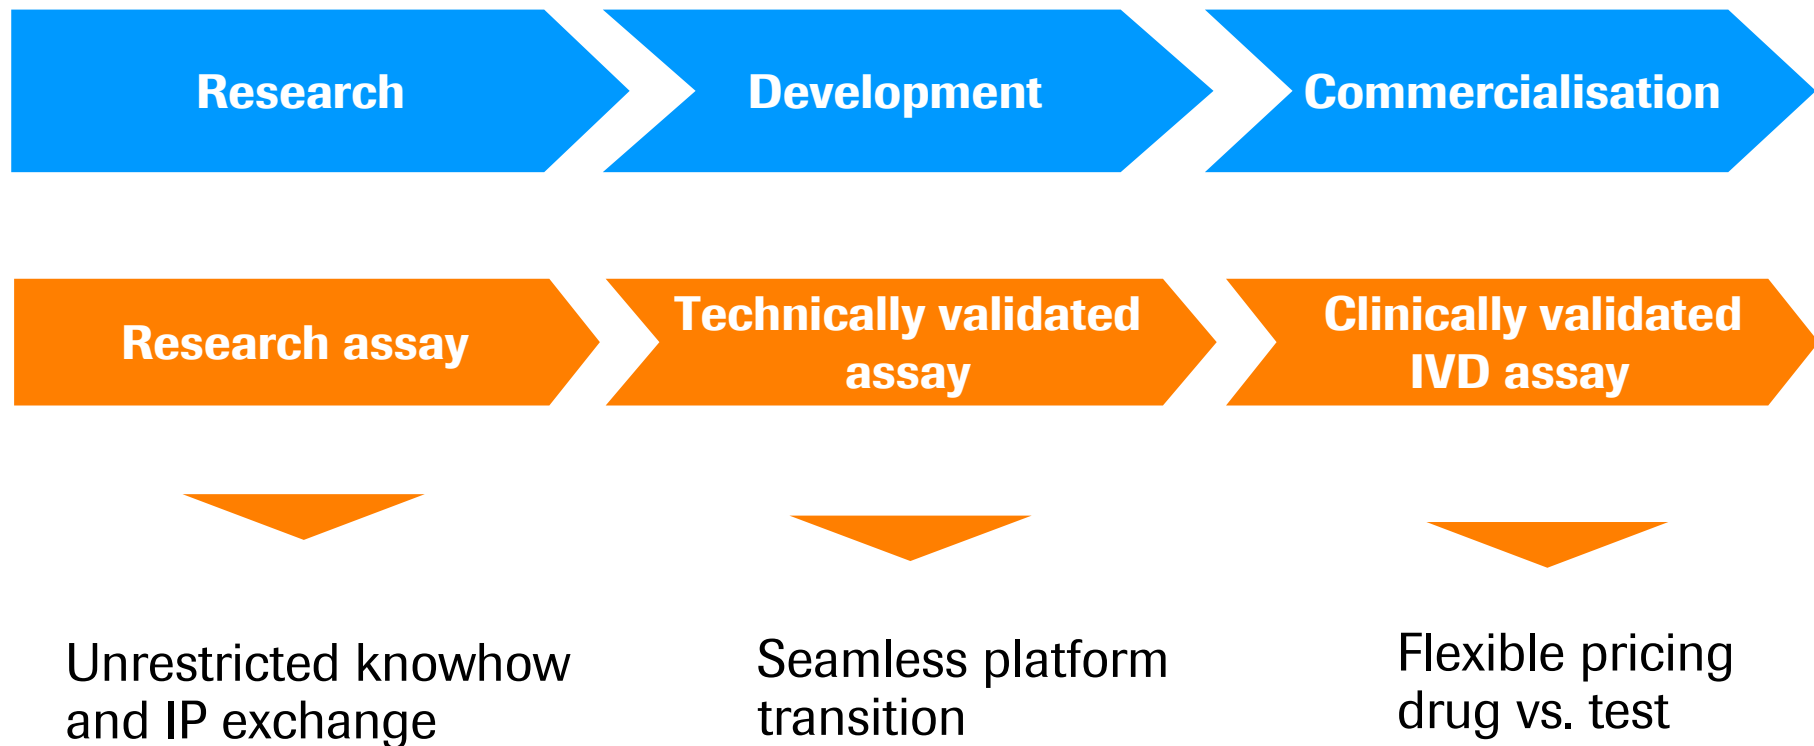 Research
Development
Commercialisation
Research assay
Technically validated
assay
Clinically validated
IVD assay
Unrestricted knowhow
and IP exchange
Seamless platform
transition
Flexible pricing
drug vs. test